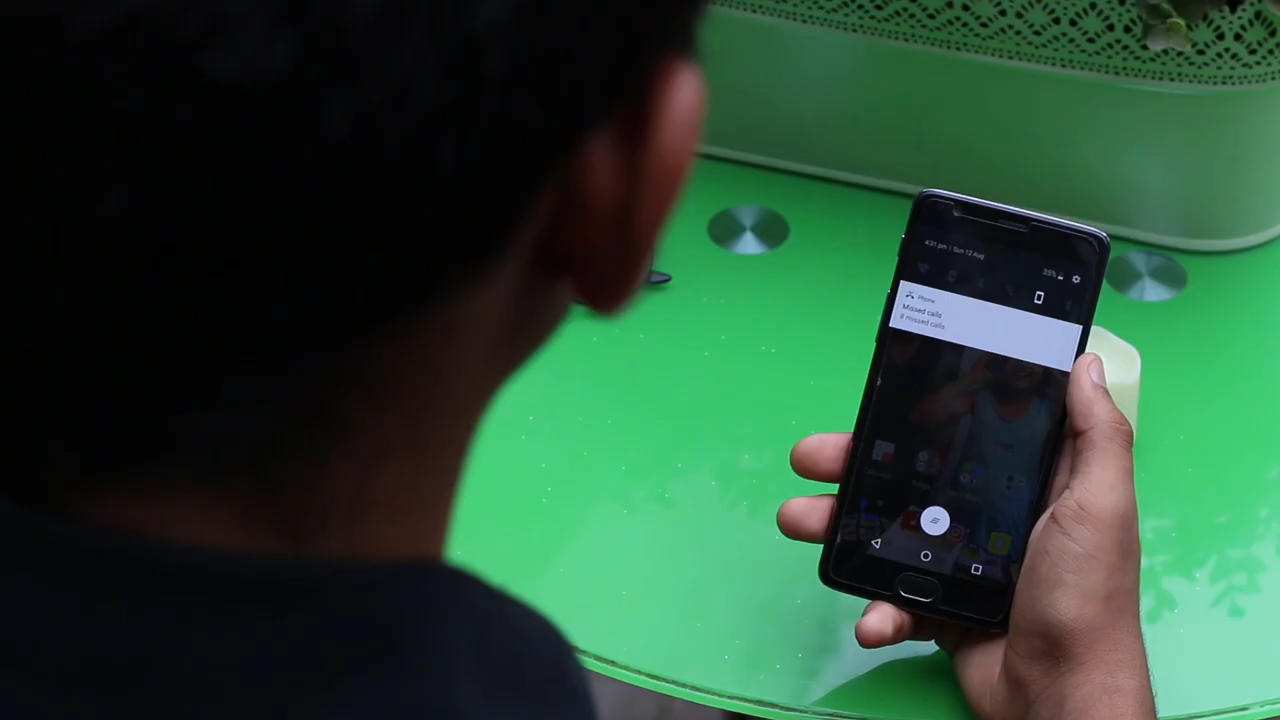 4:31 pm | Sun 12 Aug
35%
Phone
Missed calls
8 missed calls